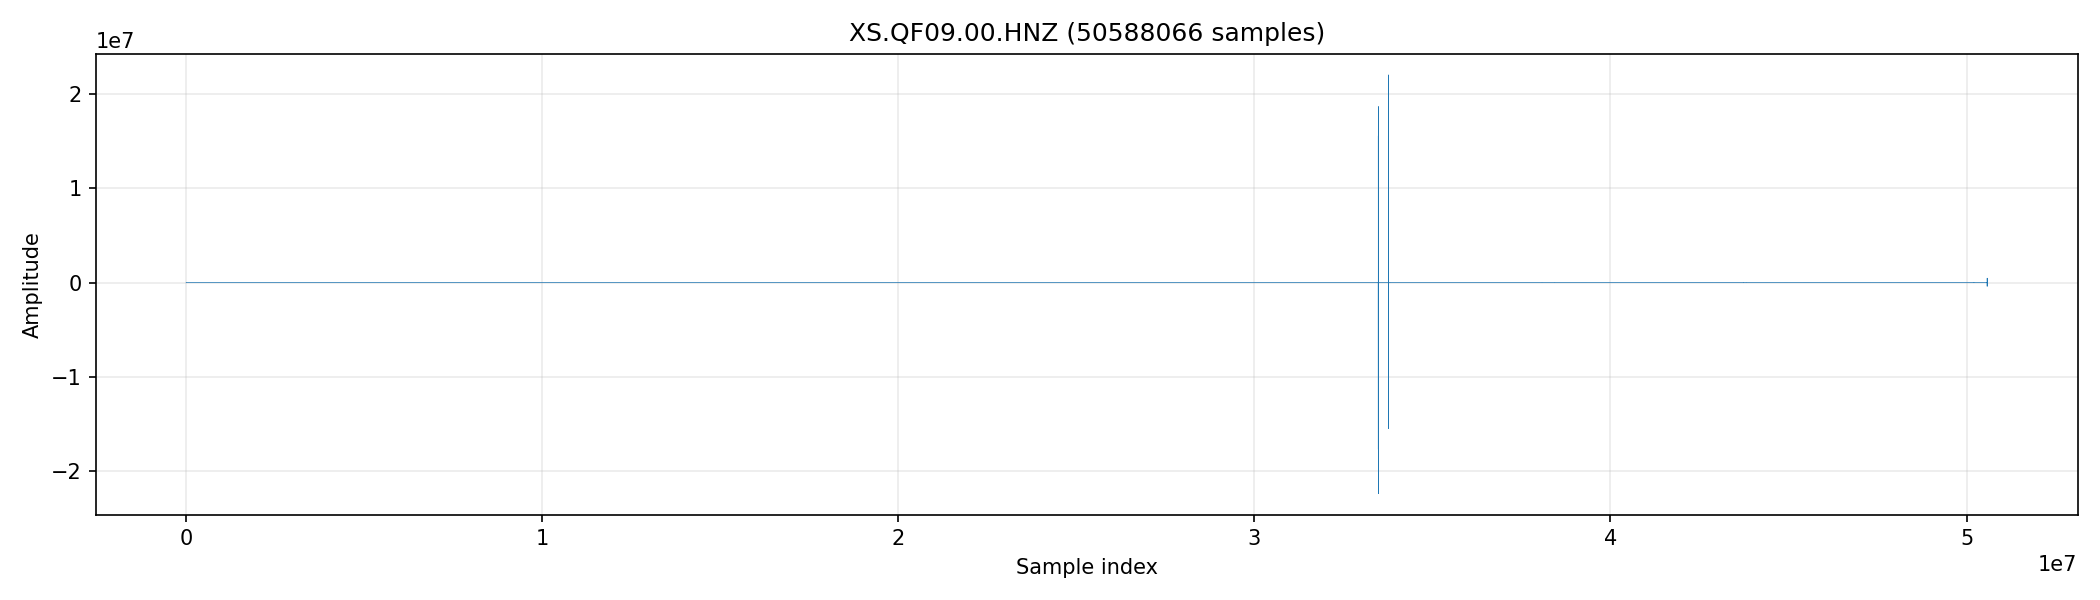 XS.QF09.00.HNZ (50588066 samples)
1e7
2
1
0
−1
−2
Amplitude
0 1 2 3 4 5
1e7
Sample index